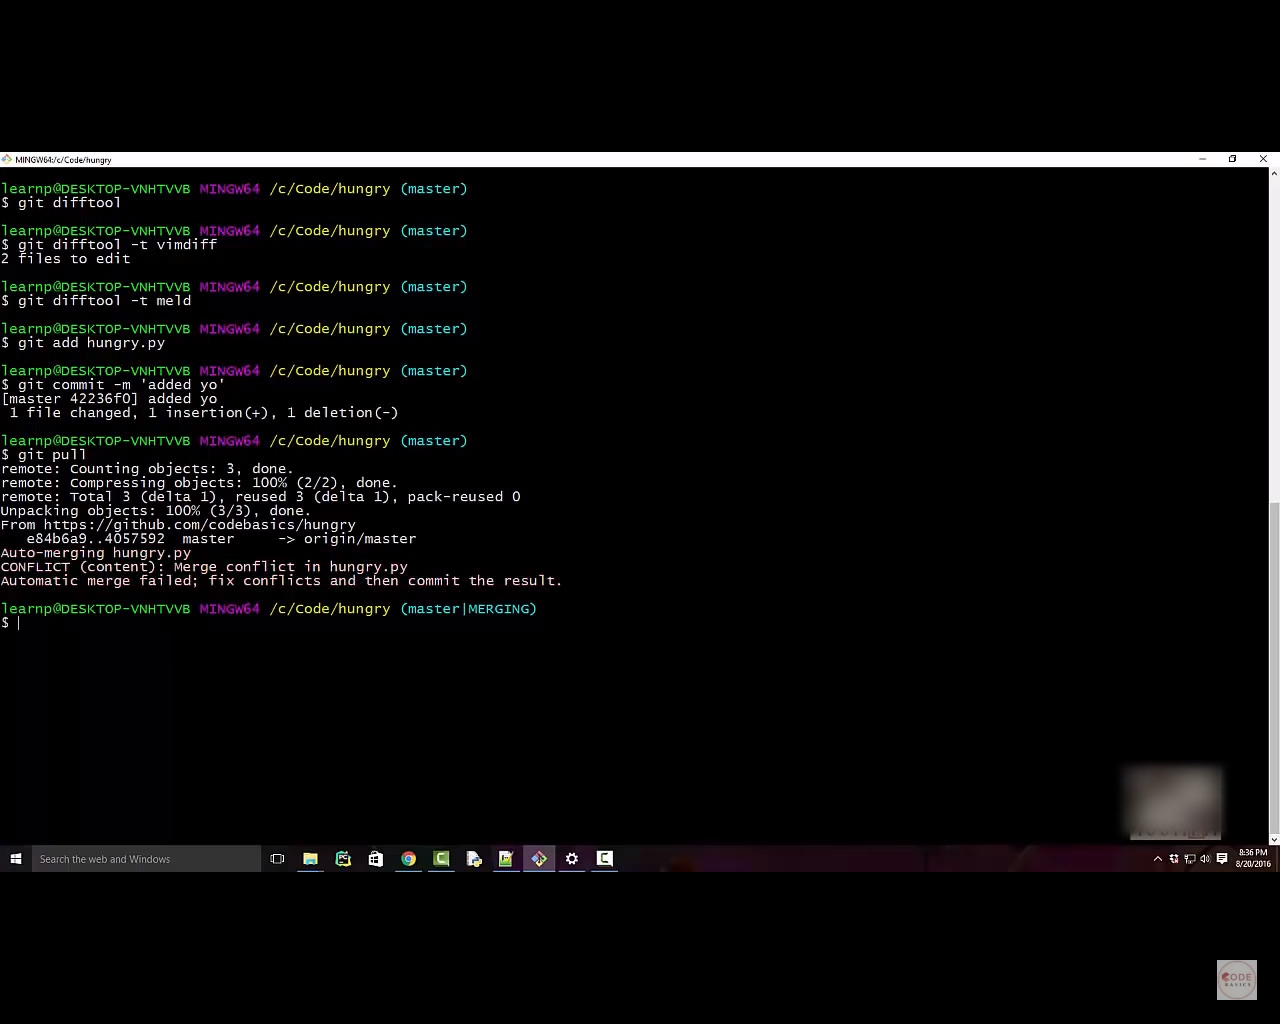 MINGW64:/c/Code/hungry
learnp@DESKTOP-VNHTVVB MINGW64 /c/Code/hungry (master)
$ git difftool
learnp@DESKTOP-VNHTVVB MINGW64 /c/Code/hungry (master)
$ git difftool -t vimdiff
2 files to edit
learnp@DESKTOP-VNHTVVB MINGW64 /c/Code/hungry (master)
$ git difftool -t meld
learnp@DESKTOP-VNHTVVB MINGW64 /c/Code/hungry (master)
$ git add hungry.py
learnp@DESKTOP-VNHTVVB MINGW64 /c/Code/hungry (master)
$ git commit -m 'added yo'
[master 42236f0] added yo
1 file changed, 1 insertion(+), 1 deletion(-)
learnp@DESKTOP-VNHTVVB MINGW64 /c/Code/hungry (master)
$ git pull
remote: Counting objects: 3, done.
remote: Compressing objects: 100% (2/2), done.
remote: Total 3 (delta 1), reused 3 (delta 1), pack-reused 0
Unpacking objects: 100% (3/3), done.
From https://github.com/codebasics/hungry
e84b6a9..4057592  master     -> origin/master
Auto-merging hungry.py
CONFLICT (content): Merge conflict in hungry.py
Automatic merge failed; fix conflicts and then commit the result.
learnp@DESKTOP-VNHTVVB MINGW64 /c/Code/hungry (master|MERGING)
$
Search the web and Windows
8:36 PM
8/20/2016
CODE
BASICS